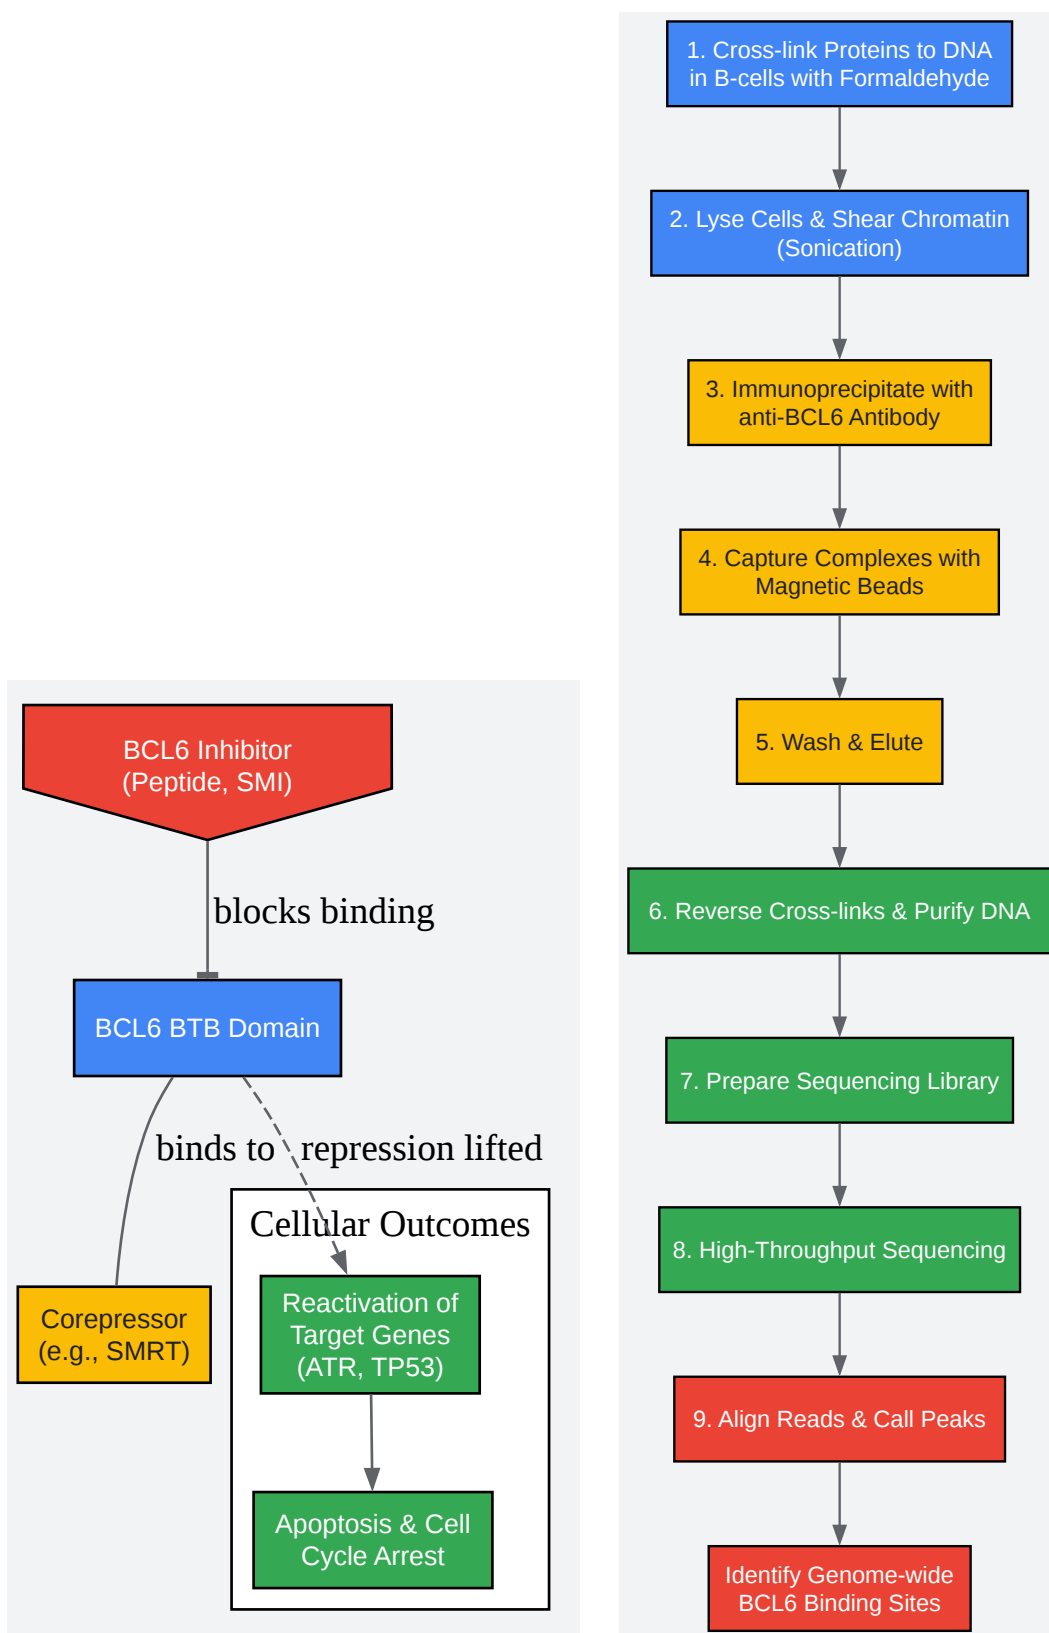 BCL6 Inhibitor
(Peptide, SMI)
blocks binding
BCL6 BTB Domain
binds to
repression lifted
Corepressor
(e.g., SMRT)
Cellular Outcomes
Reactivation of
Target Genes
(ATR, TP53)
Apoptosis & Cell
Cycle Arrest
1. Cross-link Proteins to DNA
in B-cells with Formaldehyde
2. Lyse Cells & Shear Chromatin
(Sonication)
3. Immunoprecipitate with
anti-BCL6 Antibody
4. Capture Complexes with
Magnetic Beads
5. Wash & Elute
6. Reverse Cross-links & Purify DNA
7. Prepare Sequencing Library
8. High-Throughput Sequencing
9. Align Reads & Call Peaks
Identify Genome-wide
BCL6 Binding Sites